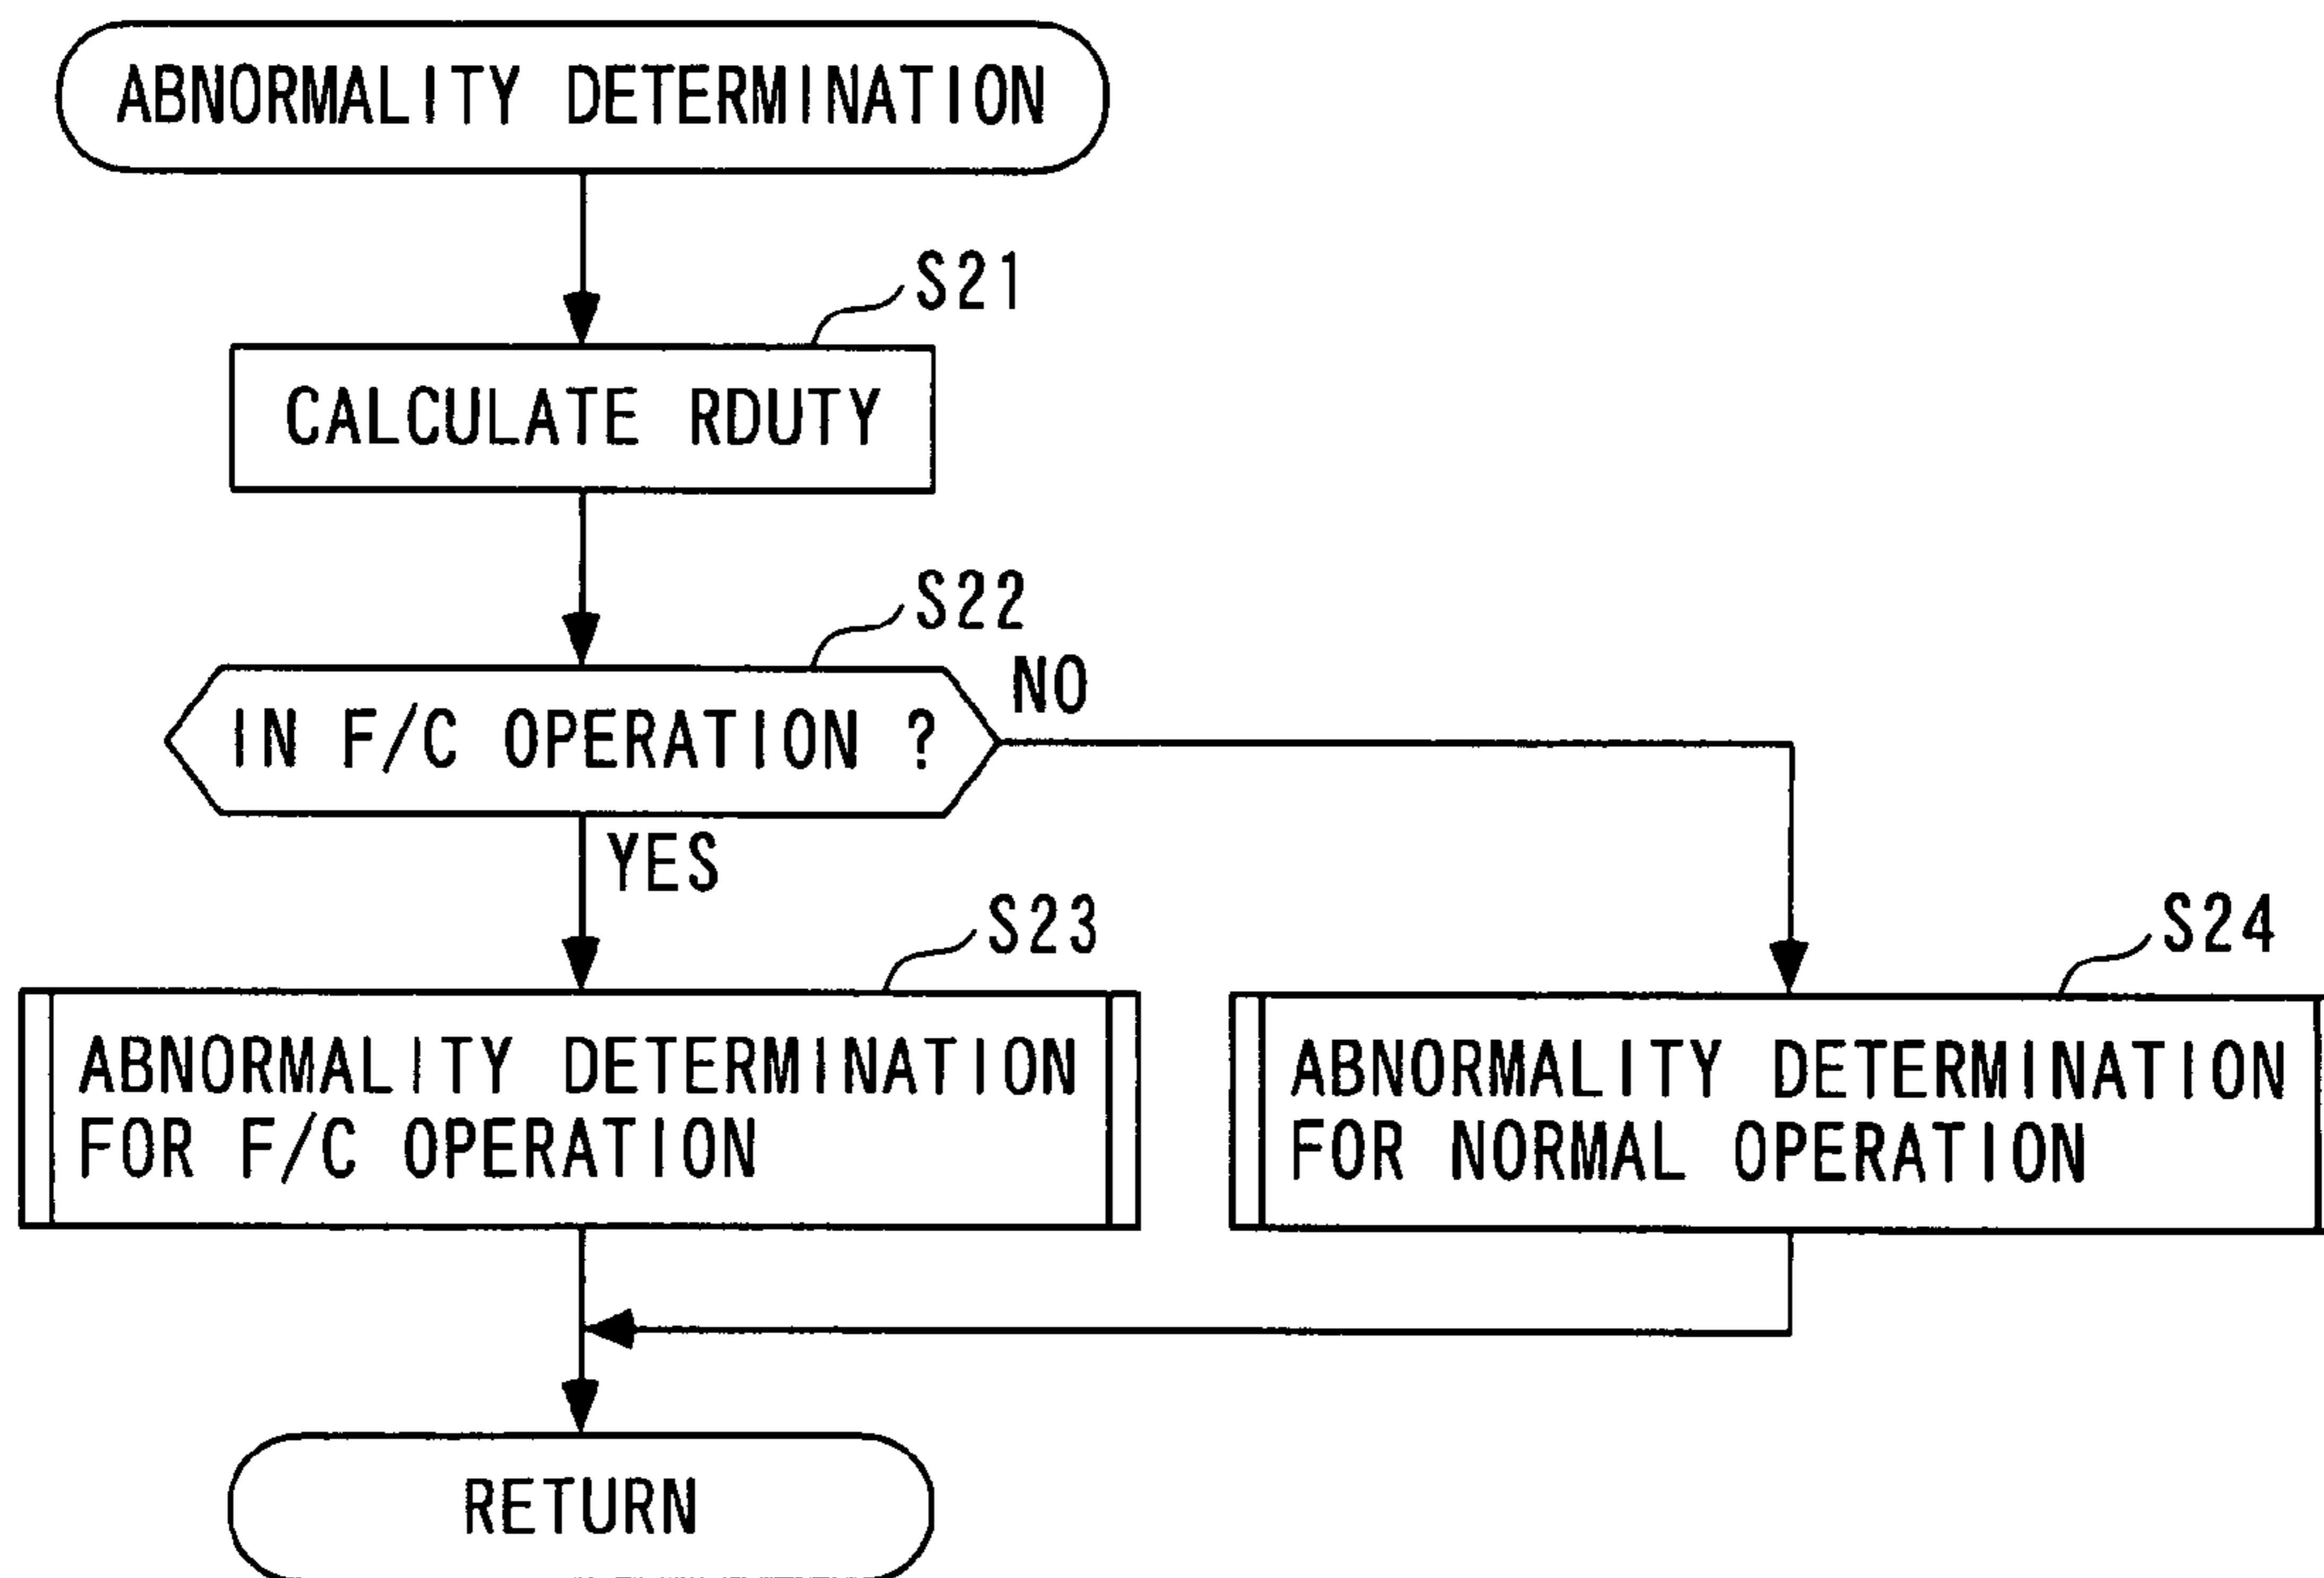 ABNORMALITY DETERMINATION
S21
CALCULATE RDUTY
S22
IN F/C OPERATION ?
NO
YES
S23
ABNORMALITY DETERMINATION
FOR F/C OPERATION
S24
ABNORMALITY DETERMINATION
FOR NORMAL OPERATION
RETURN